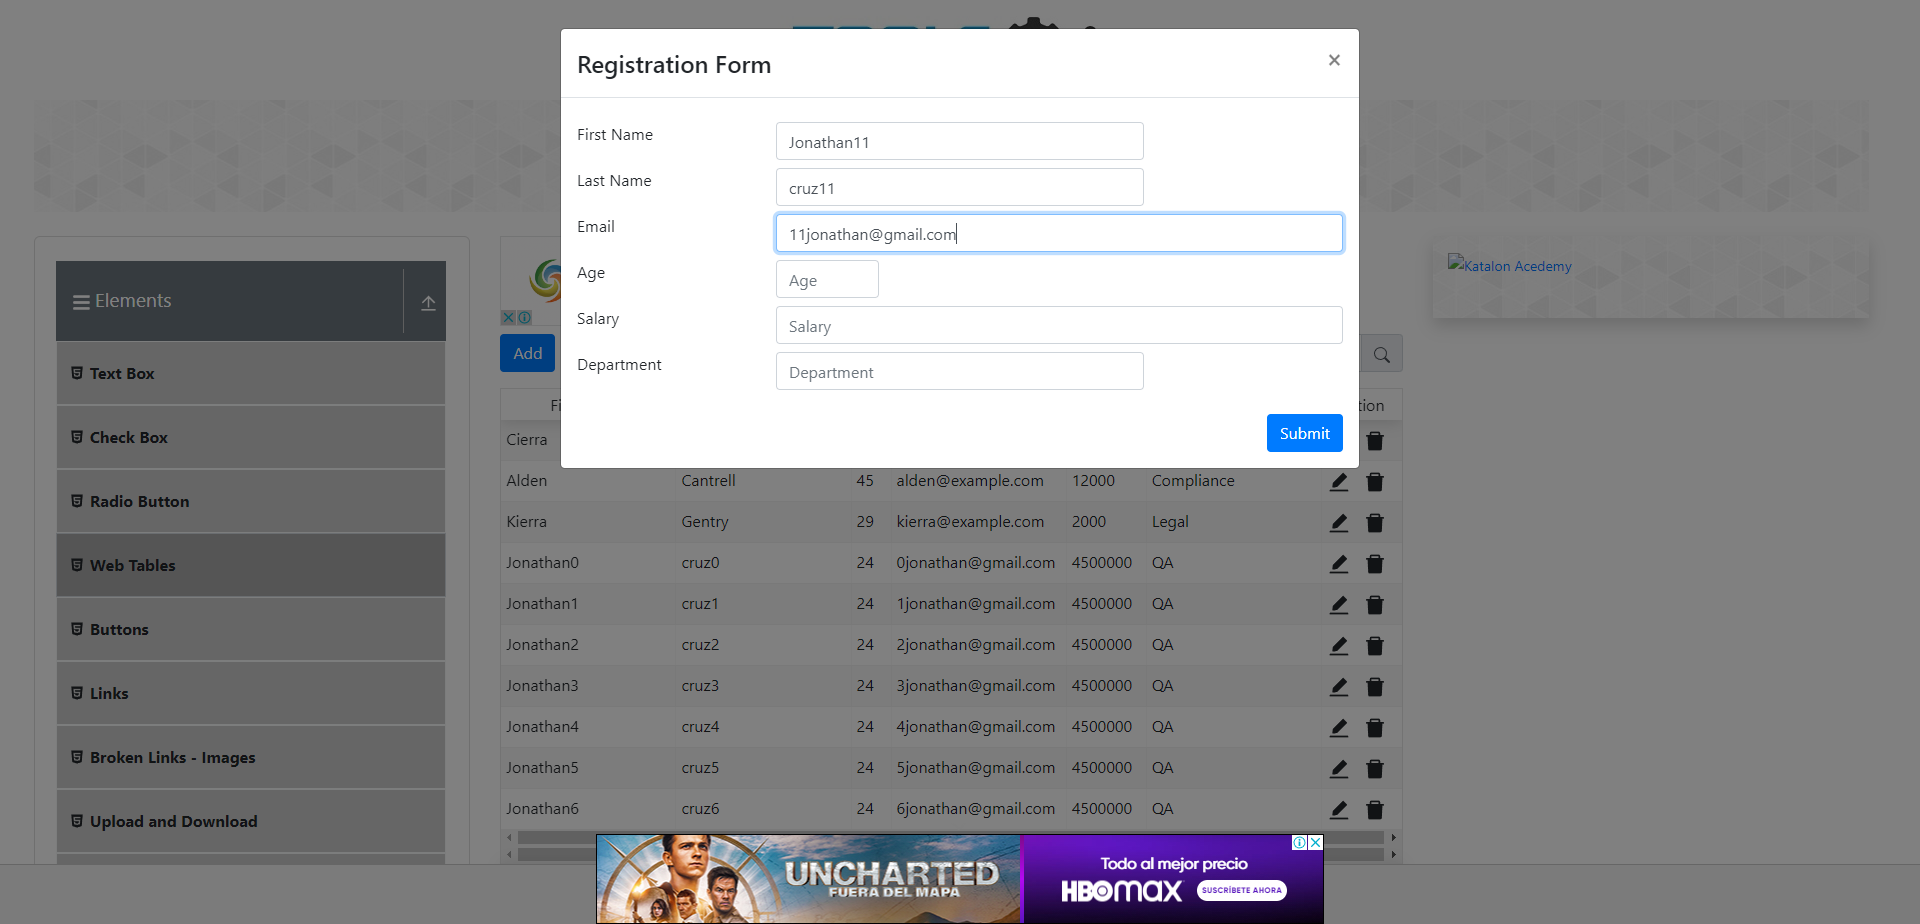 Registration Form
×
First Name
Jonathan11
Last Name
cruz11
Email
11jonathan@gmail.com
Age
Age
Salary
Salary
Department
Department
Submit
Elements
Text Box
Check Box
Radio Button
Web Tables
Buttons
Links
Broken Links - Images
Upload and Download
Add
Katalon Acedemy
Cierra
Alden Cantrell 45 alden@example.com 12000 Compliance
Kierra Gentry 29 kierra@example.com 2000 Legal
Jonathan0 cruz0 24 0jonathan@gmail.com 4500000 QA
Jonathan1 cruz1 24 1jonathan@gmail.com 4500000 QA
Jonathan2 cruz2 24 2jonathan@gmail.com 4500000 QA
Jonathan3 cruz3 24 3jonathan@gmail.com 4500000 QA
Jonathan4 cruz4 24 4jonathan@gmail.com 4500000 QA
Jonathan5 cruz5 24 5jonathan@gmail.com 4500000 QA
Jonathan6 cruz6 24 6jonathan@gmail.com 4500000 QA
UNCHARTED
FUERA DEL MAPA
Todo al mejor precio
HBOMAX
SUSCRÍBETE AHORA